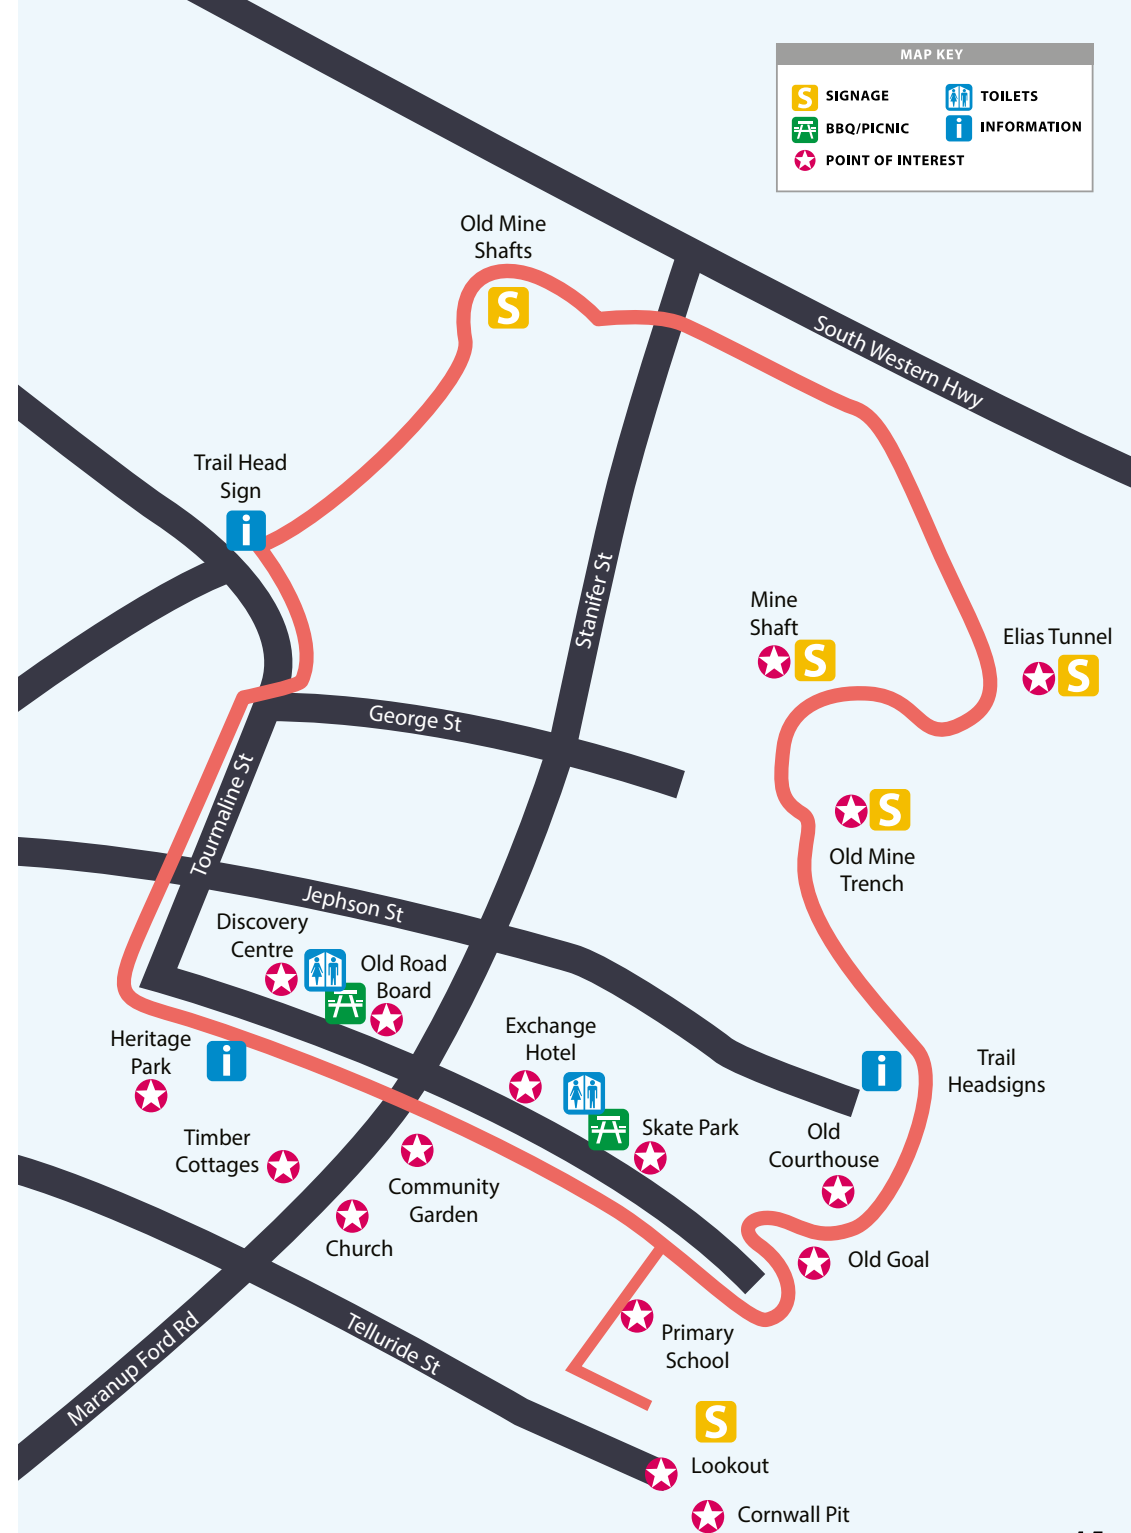 MAP KEY
SIGNAGE
TOILETS
BBQ/PICNIC
INFORMATION
POINT OF INTEREST
Old Mine
Shafts
South Western Hwy
Trail Head
Sign
Stanifer St
Mine
Shaft
Elias Tunnel
George St
Tourmaline St
Old Mine
Trench
Jephson St
Discovery
Centre
Old Road
Board
Exchange
Hotel
Heritage
Park
Trail
Headsigns
Skate Park
Old
Courthouse
Timber
Cottages
Community
Garden
Church
Old Goal
Maranup Ford Rd
Telluride St
Primary
School
Lookout
Cornwall Pit